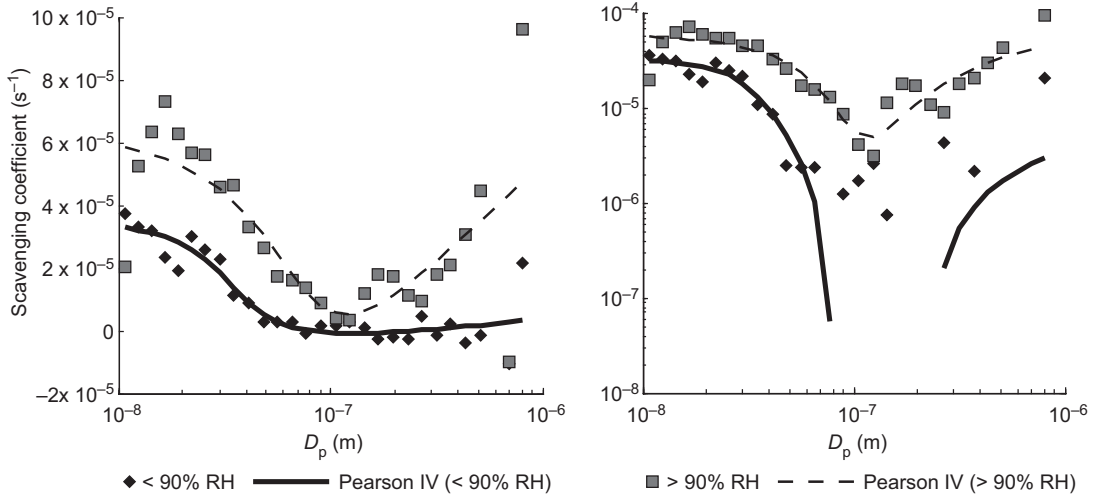 Scavenging coefficient (s⁻¹)
10 x 10⁻⁵
8 x 10⁻⁵
6 x 10⁻⁵
4 x 10⁻⁵
2 x 10⁻⁵
0
–2x 10⁻⁵
10⁻⁸ 10⁻⁷ 10⁻⁶
Dₚ (m)
10⁻⁴
10⁻⁵
10⁻⁶
10⁻⁷
10⁻⁸
10⁻⁸ 10⁻⁷ 10⁻⁶
Dₚ (m)
< 90% RH Pearson IV (< 90% RH) > 90% RH Pearson IV (> 90% RH)